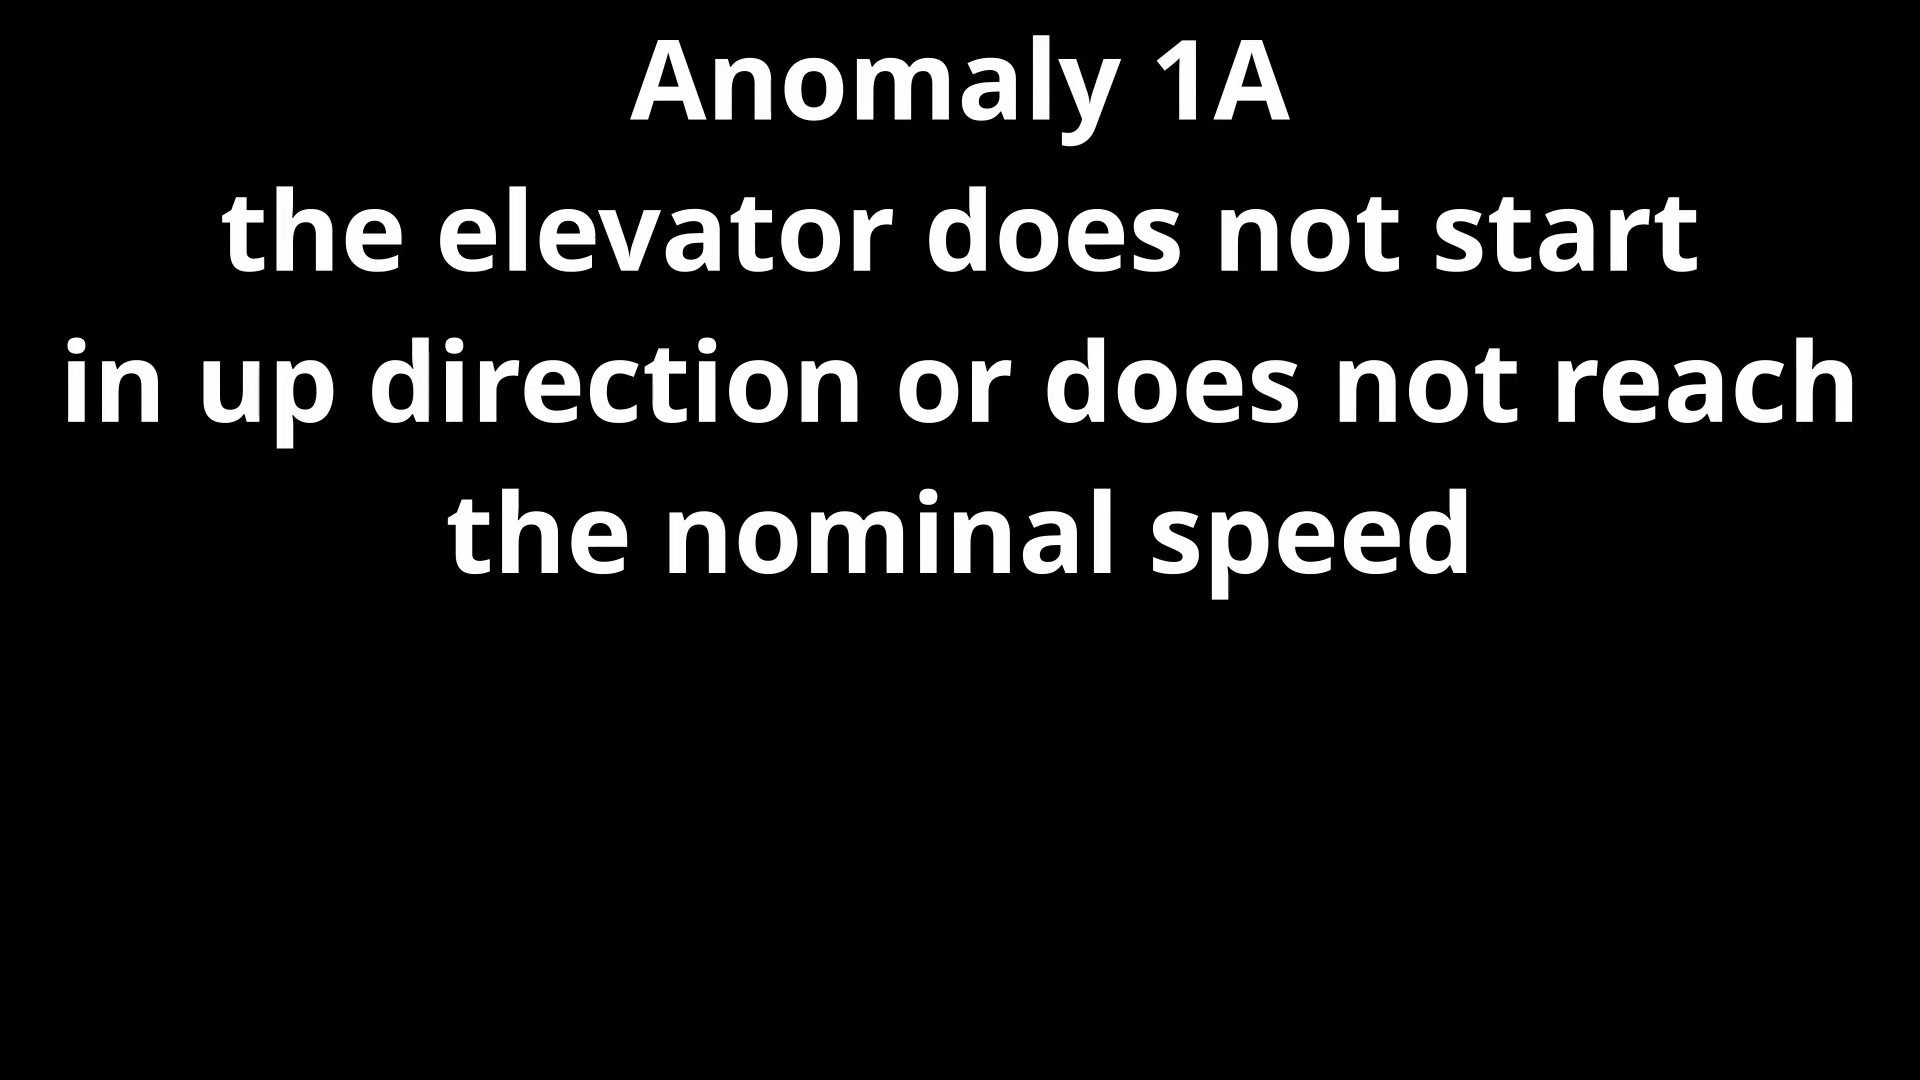 Anomaly 1A
the elevator does not start
in up direction or does not reach
the nominal speed